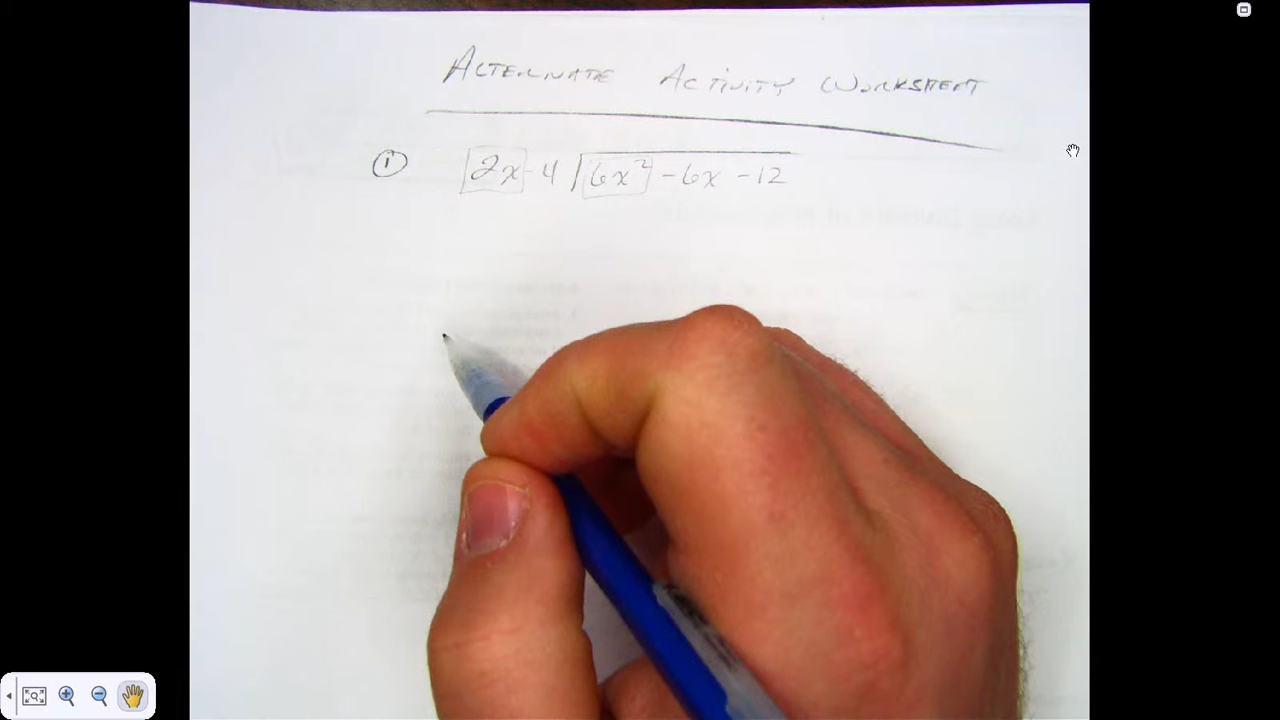 ALTERNATE ACTIVITY WORKSHEET
① 2x - 4 √6x² - 6x - 12